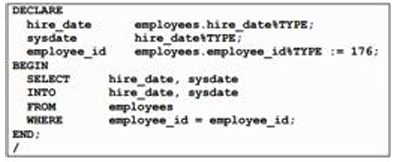 DECLARE
hire_date employees.hire_date%TYPE;
sysdate hire_date%TYPE;
employee_id employees.employee_id%TYPE := 176;
BEGIN
SELECT hire_date, sysdate
INTO hire_date, sysdate
FROM employees
WHERE employee_id = employee_id;
END;
/